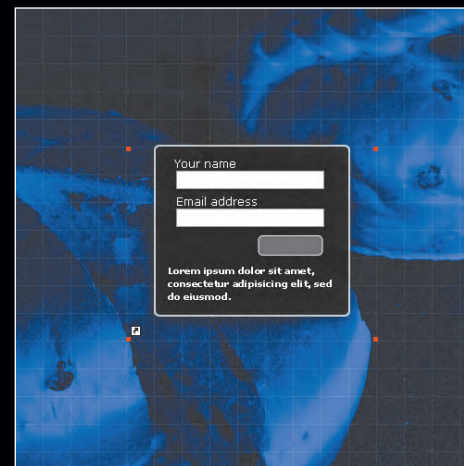 Your name
Email address
Lorem ipsum dolor sit amet,
consectetur adipisicing elit, sed
do eiusmod.